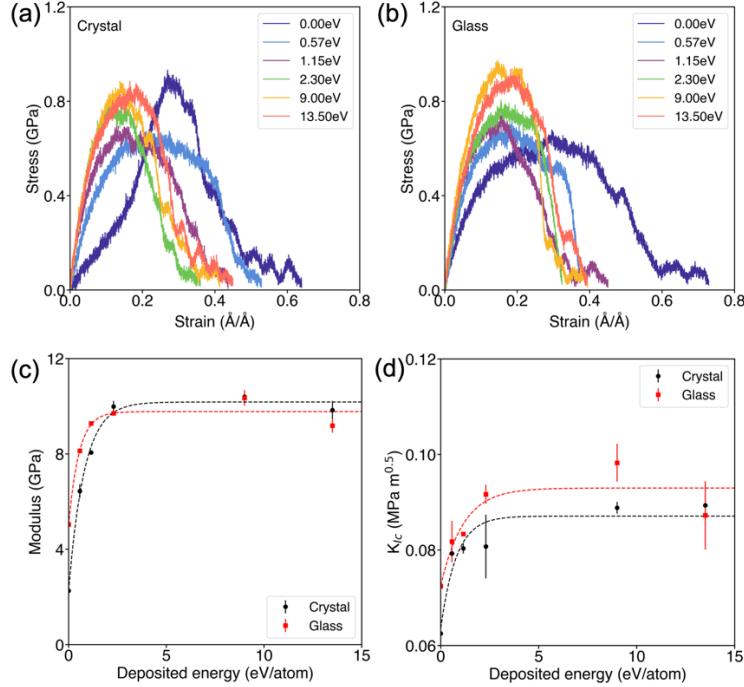 (a)
Crystal
0.00eV
0.57eV
1.15eV
2.30eV
9.00eV
13.50eV
1.2
0.8
0.4
0.0
Stress (GPa)
0 0.2 0.4 0.6 0.8
Strain (Å/Å)
(b)
Glass
0.00eV
0.57eV
1.15eV
2.30eV
9.00eV
13.50eV
1.2
0.8
0.4
0.0
Stress (GPa)
0.0 0.2 0.4 0.6 0.8
Strain (Å/Å)
(c)
12
10
8
6
4
2
0
Modulus (GPa)
Crystal
Glass
0 5 10 15
Deposited energy (eV/atom)
(d)
Crystal
Glass
0.12
0.10
0.08
0.06
K_Ic (MPa m^0.5)
0 5 10 15
Deposited energy (eV/atom)